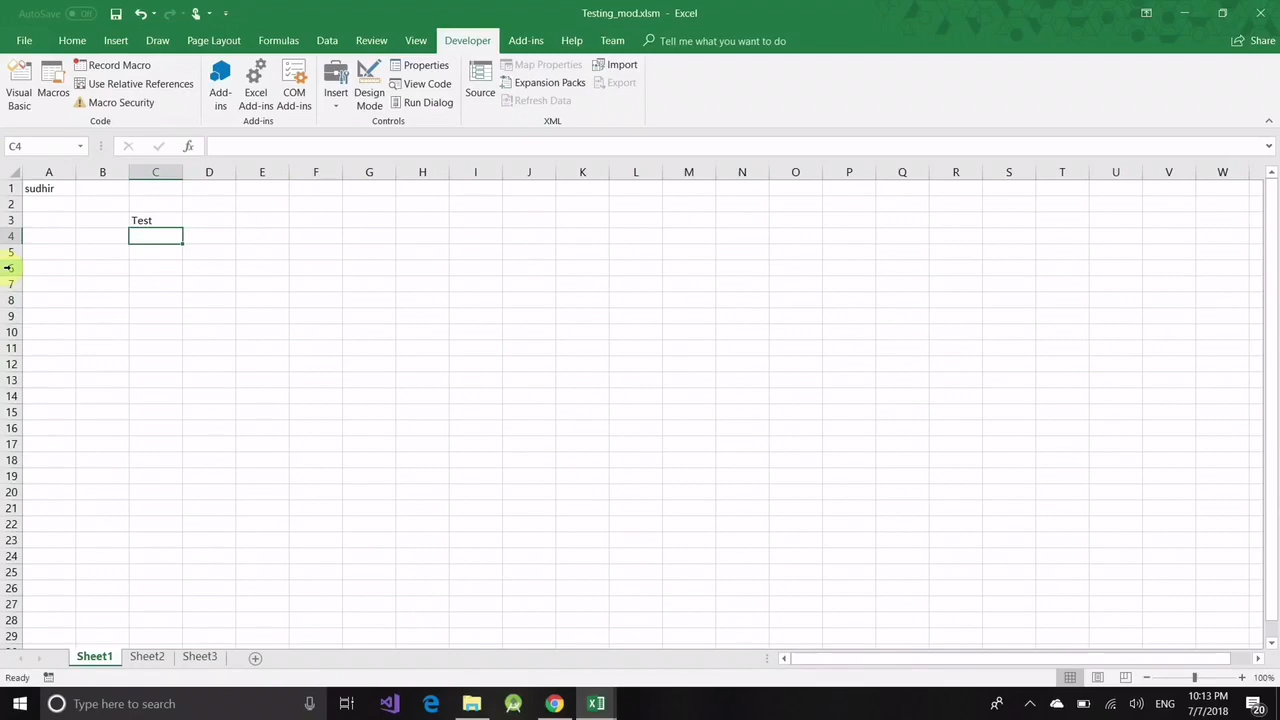 AutoSave Off Testing_mod.xlsm - Excel
File Home Insert Draw Page Layout Formulas Data Review View Developer Add-ins Help Team Tell me what you want to do Share
Visual Basic
Macros
Record Macro
Use Relative References
Macro Security
Code
Add-ins
Excel Add-ins
COM Add-ins
Add-ins
Insert
Design Mode
Properties
View Code
Run Dialog
Controls
Source
Map Properties
Expansion Packs
Refresh Data
Import
Export
XML
C4 fx
A B C D E F G H I J K L M N O P Q R S T U V W
1 sudhir
2
3 Test
4
5
6
7
8
9
10
11
12
13
14
15
16
17
18
19
20
21
22
23
24
25
26
27
28
29
Sheet1 Sheet2 Sheet3
Ready 100%
Type here to search ENG 10:13 PM
7/7/2018 20